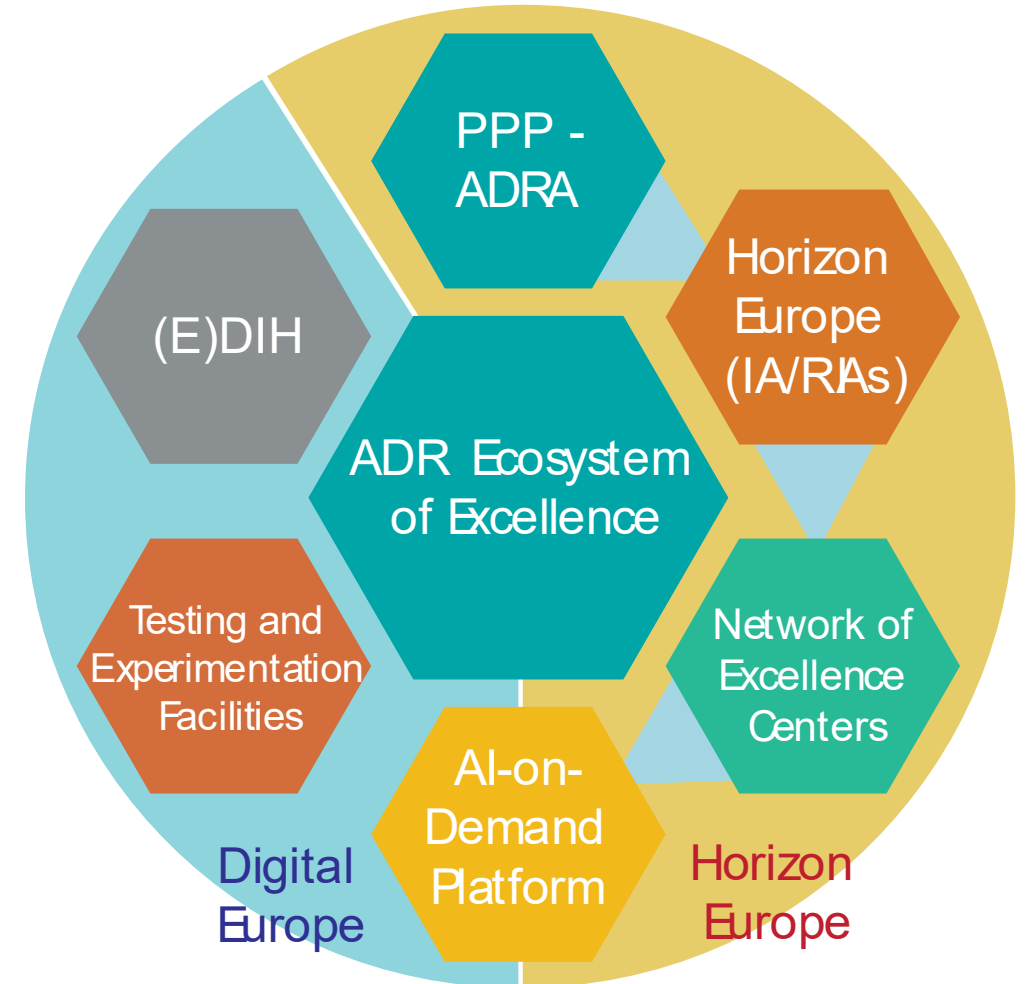 PPP -
ADRA
Horizon
Europe
(IA/RIAs)
(E)DIH
ADR Ecosystem
of Excellence
Testing and
Experimentation
Facilities
Network of
Excellence
Centers
AI-on-
Demand
Platform
Digital
Europe
Horizon
Europe